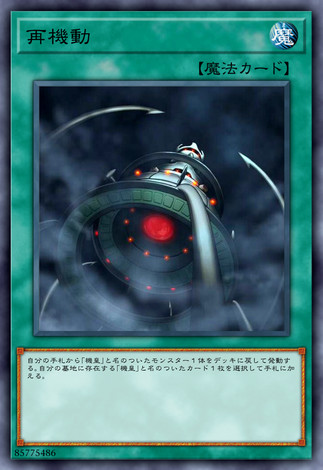 再機動
魔
【魔法カード】
自分の手札から「機皇」と名のついたモンスター１体をデッキに戻して発動す
る。自分の墓地に存在する「機皇」と名のついたカード１枚を選択して手札に加
える。
85775486